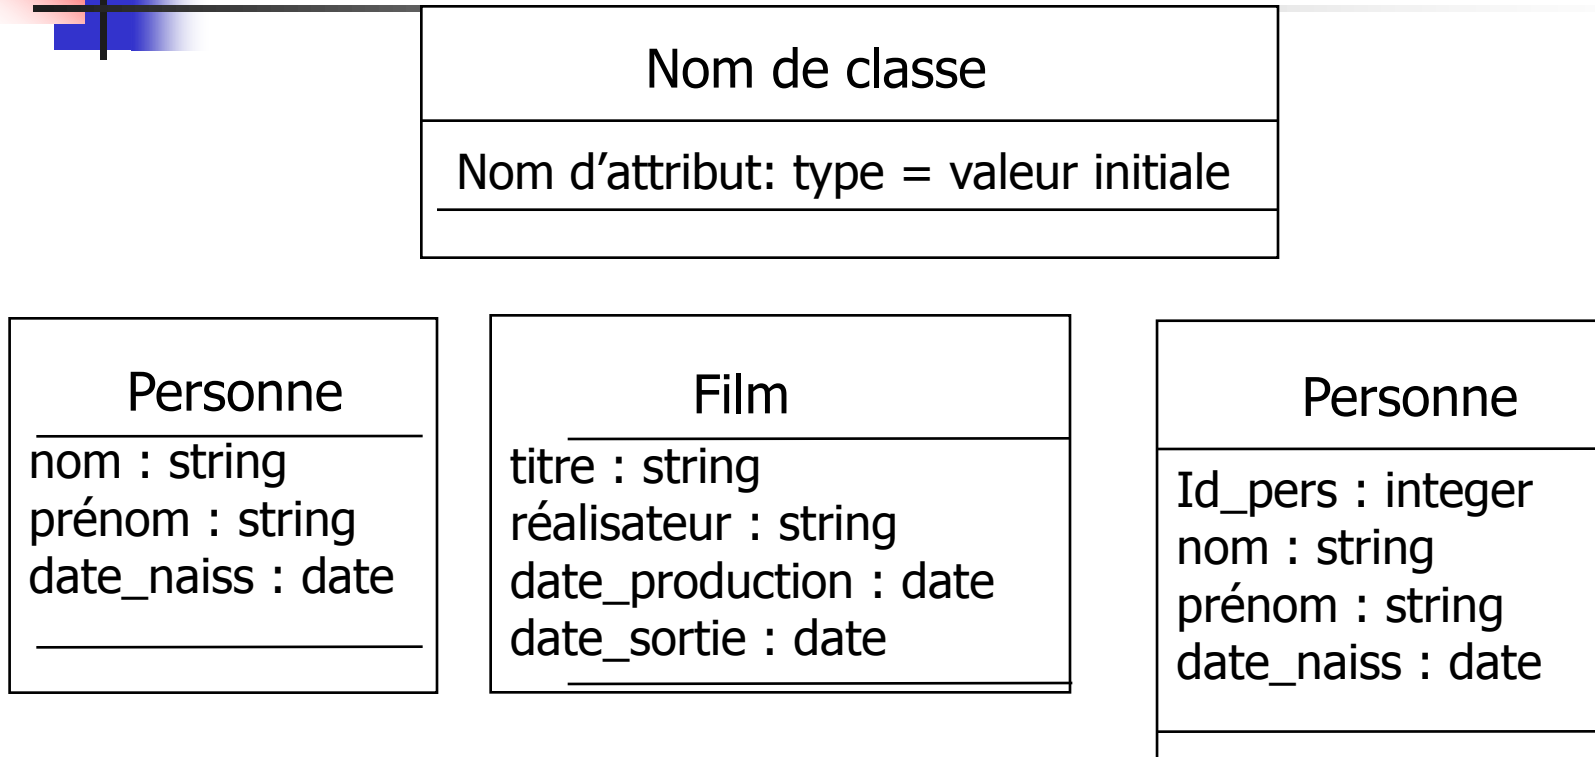 Nom de classe
Nom d’attribut: type = valeur initiale
Personne
nom : string
prénom : string
date_naiss : date
Film
titre : string
réalisateur : string
date_production : date
date_sortie : date
Personne
Id_pers : integer
nom : string
prénom : string
date_naiss : date